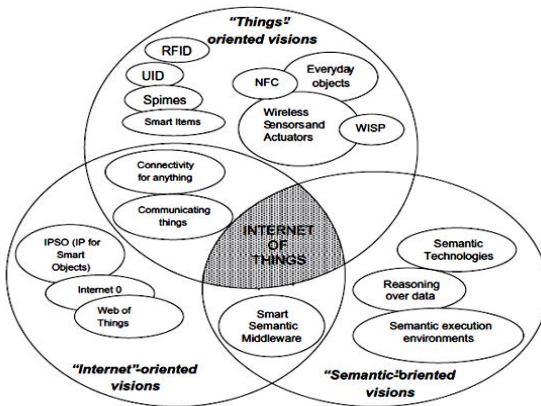 “Things”-
oriented visions
RFID
UID
Spimes
Smart Items
NFC
Everyday
objects
Wireless
Sensors and
Actuators
WISP
Connectivity
for anything
Communicating
things
INTERNET
OF
THINGS
IPSO (IP for
Smart
Objects)
Internet 0
Web of
Things
Semantic
Technologies
Reasoning
over data
Semantic execution
environments
Smart
Semantic
Middleware
“Internet”-oriented
visions
“Semantic”-oriented
visions